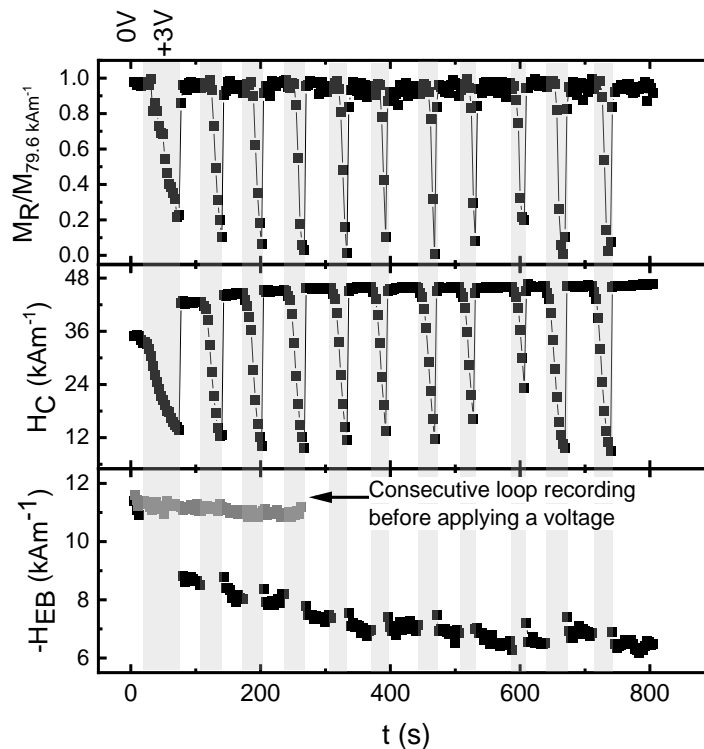 0V
+3V
M_R/M_79.6 kAm^-1
1.0
0.8
0.6
0.4
0.2
0.0
H_C (kAm^-1)
48
36
24
12
-H_EB (kAm^-1)
12
10
8
6
Consecutive loop recording
before applying a voltage
0
200
400
600
800
t (s)